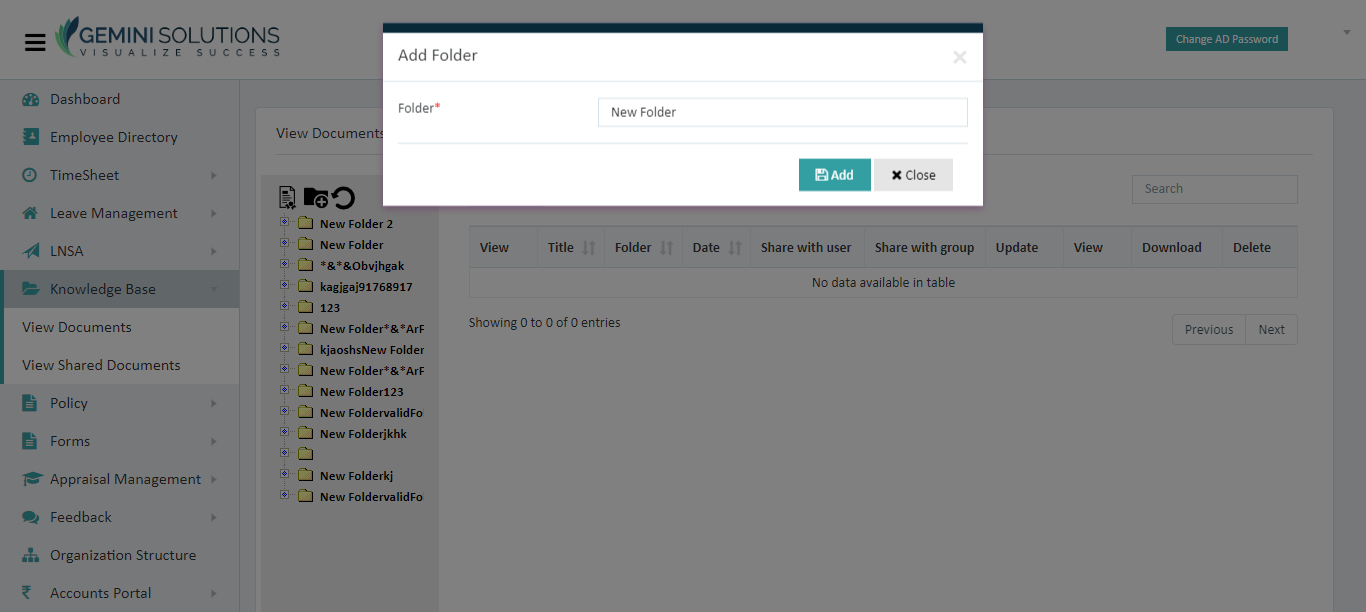 GEMINI SOLUTIONS
VISUALIZE SUCCESS
Change AD Password
Add Folder
Folder*
New Folder
Add
Close
Dashboard
Employee Directory
TimeSheet
Leave Management
LNSA
Knowledge Base
View Documents
View Shared Documents
Policy
Forms
Appraisal Management
Feedback
Organization Structure
Accounts Portal
View Documents
New Folder 2
New Folder
*&*&Obvjhgak
kagjgaj91768917
123
New Folder*&*ArF
kjaoshsNew Folder
New Folder*&*ArF
New Folder123
New FoldervalidFo
New Folderjkhk
New Folderkj
New FoldervalidFo
Search
View Title Folder Date Share with user Share with group Update View Download Delete
No data available in table
Showing 0 to 0 of 0 entries
Previous Next